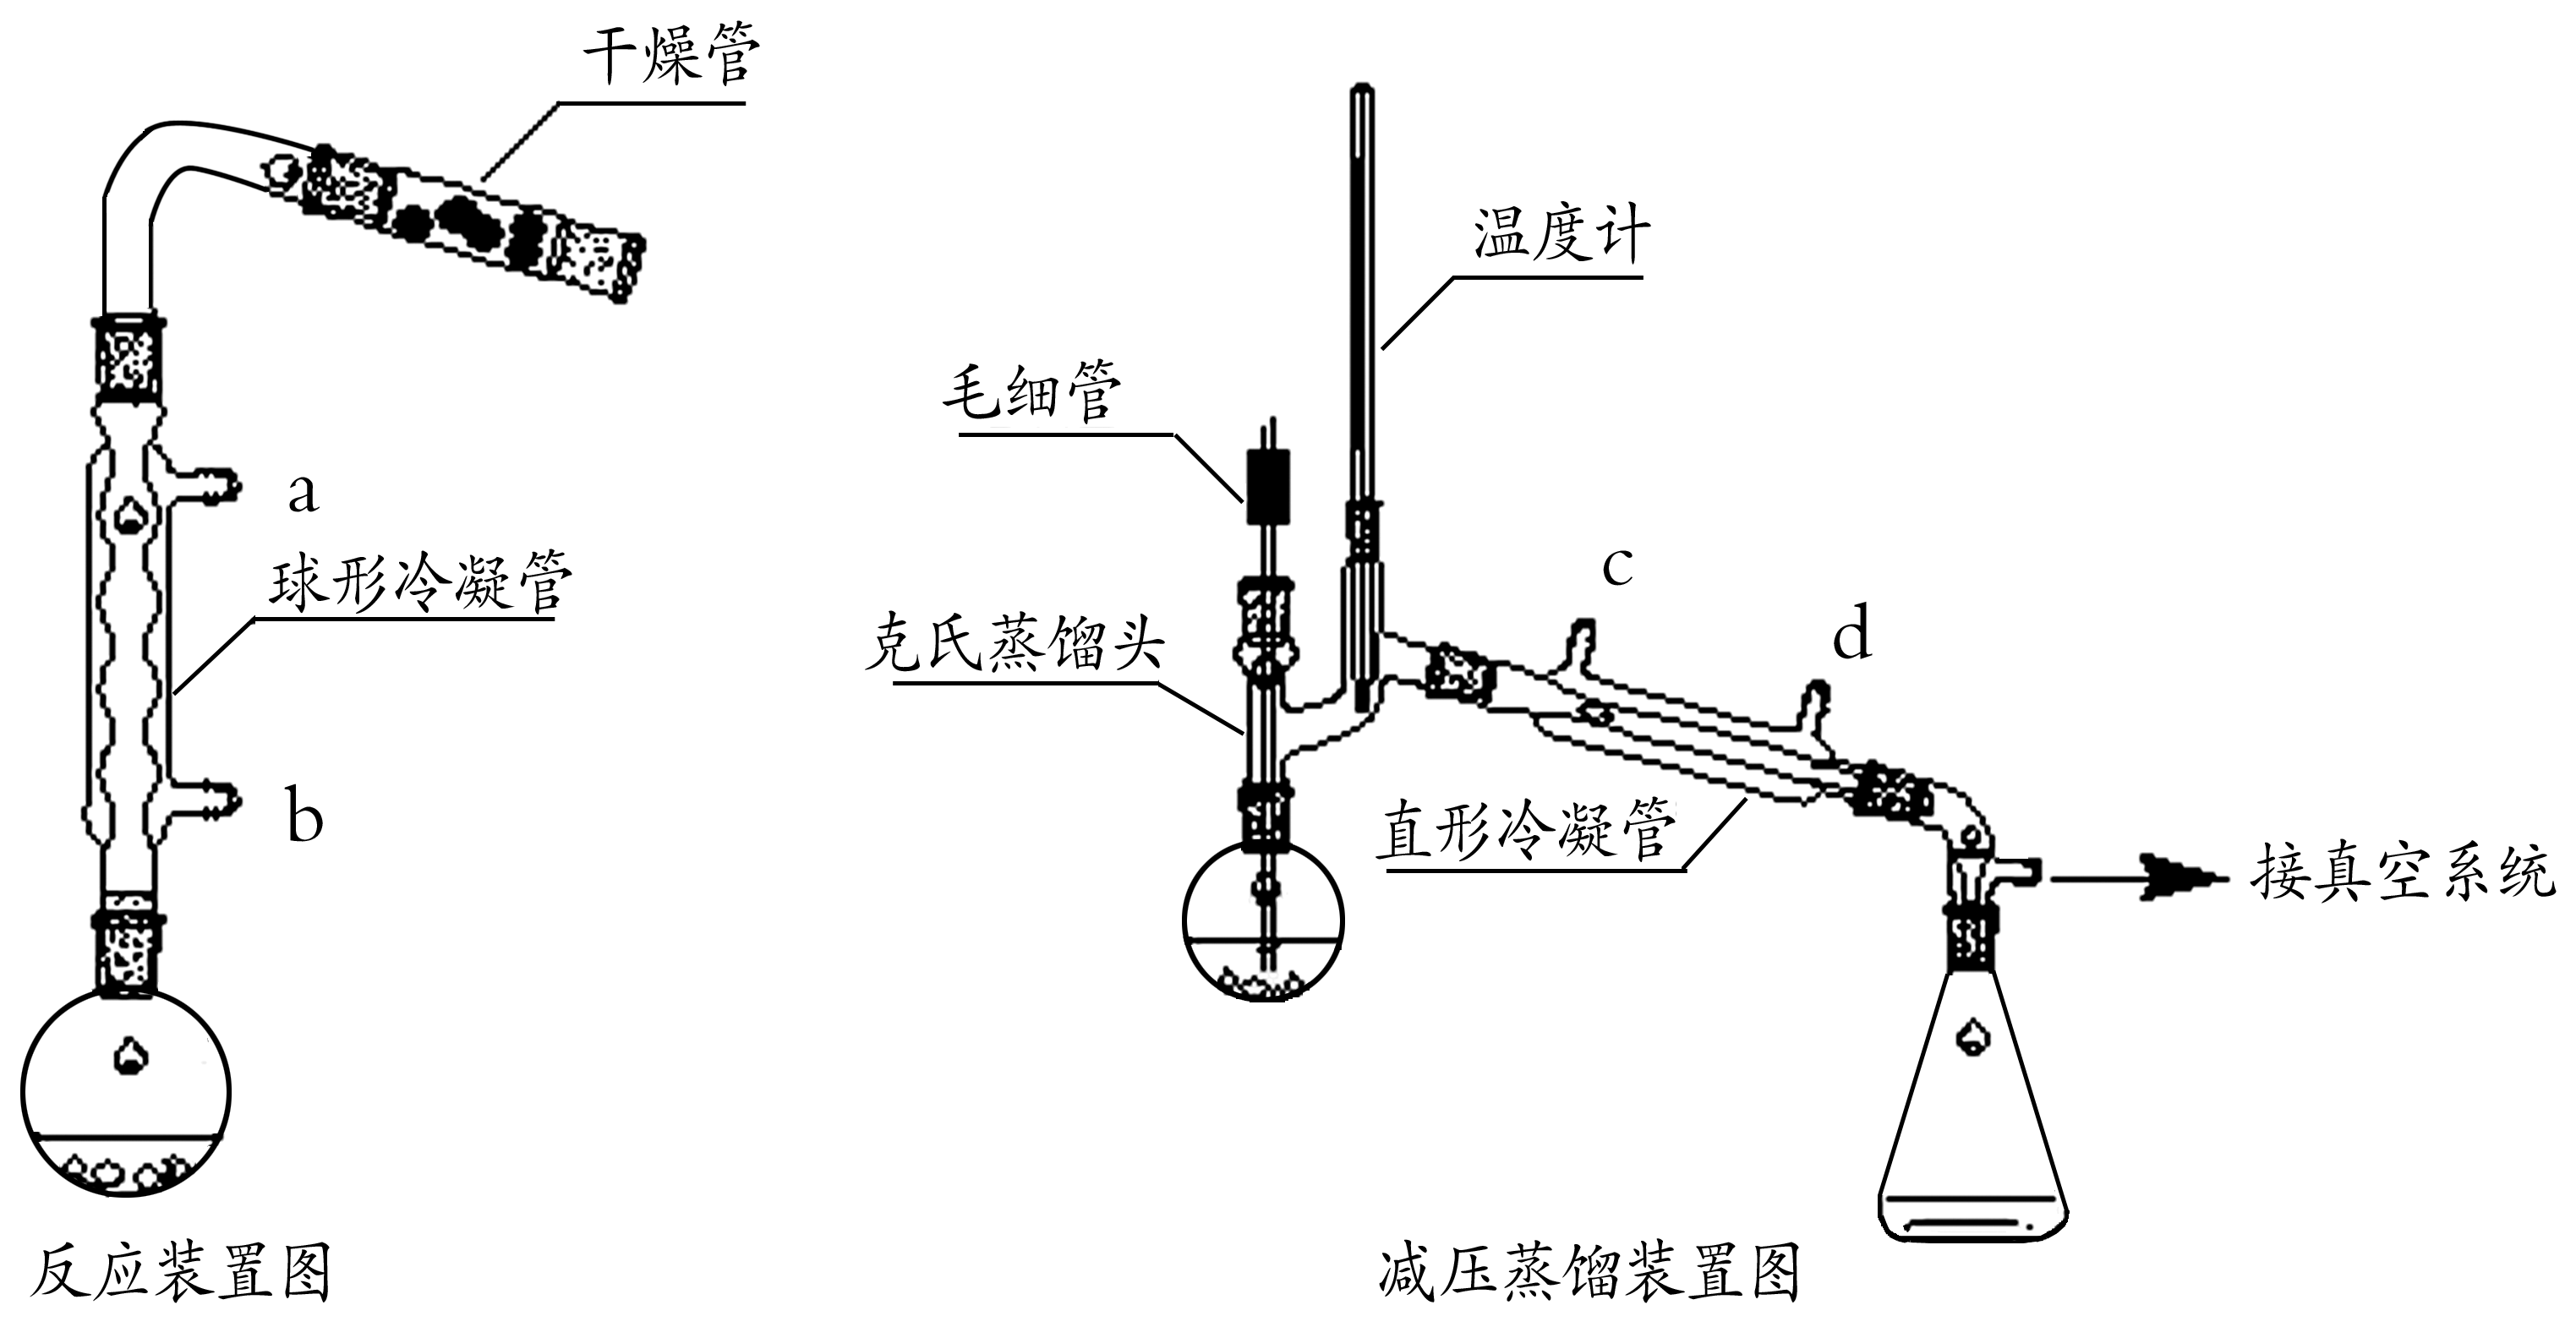 干燥管
温度计
毛细管
a
球形冷凝管
c
克氏蒸馏头
d
b
直形冷凝管
接真空系统
反应装置图
减压蒸馏装置图